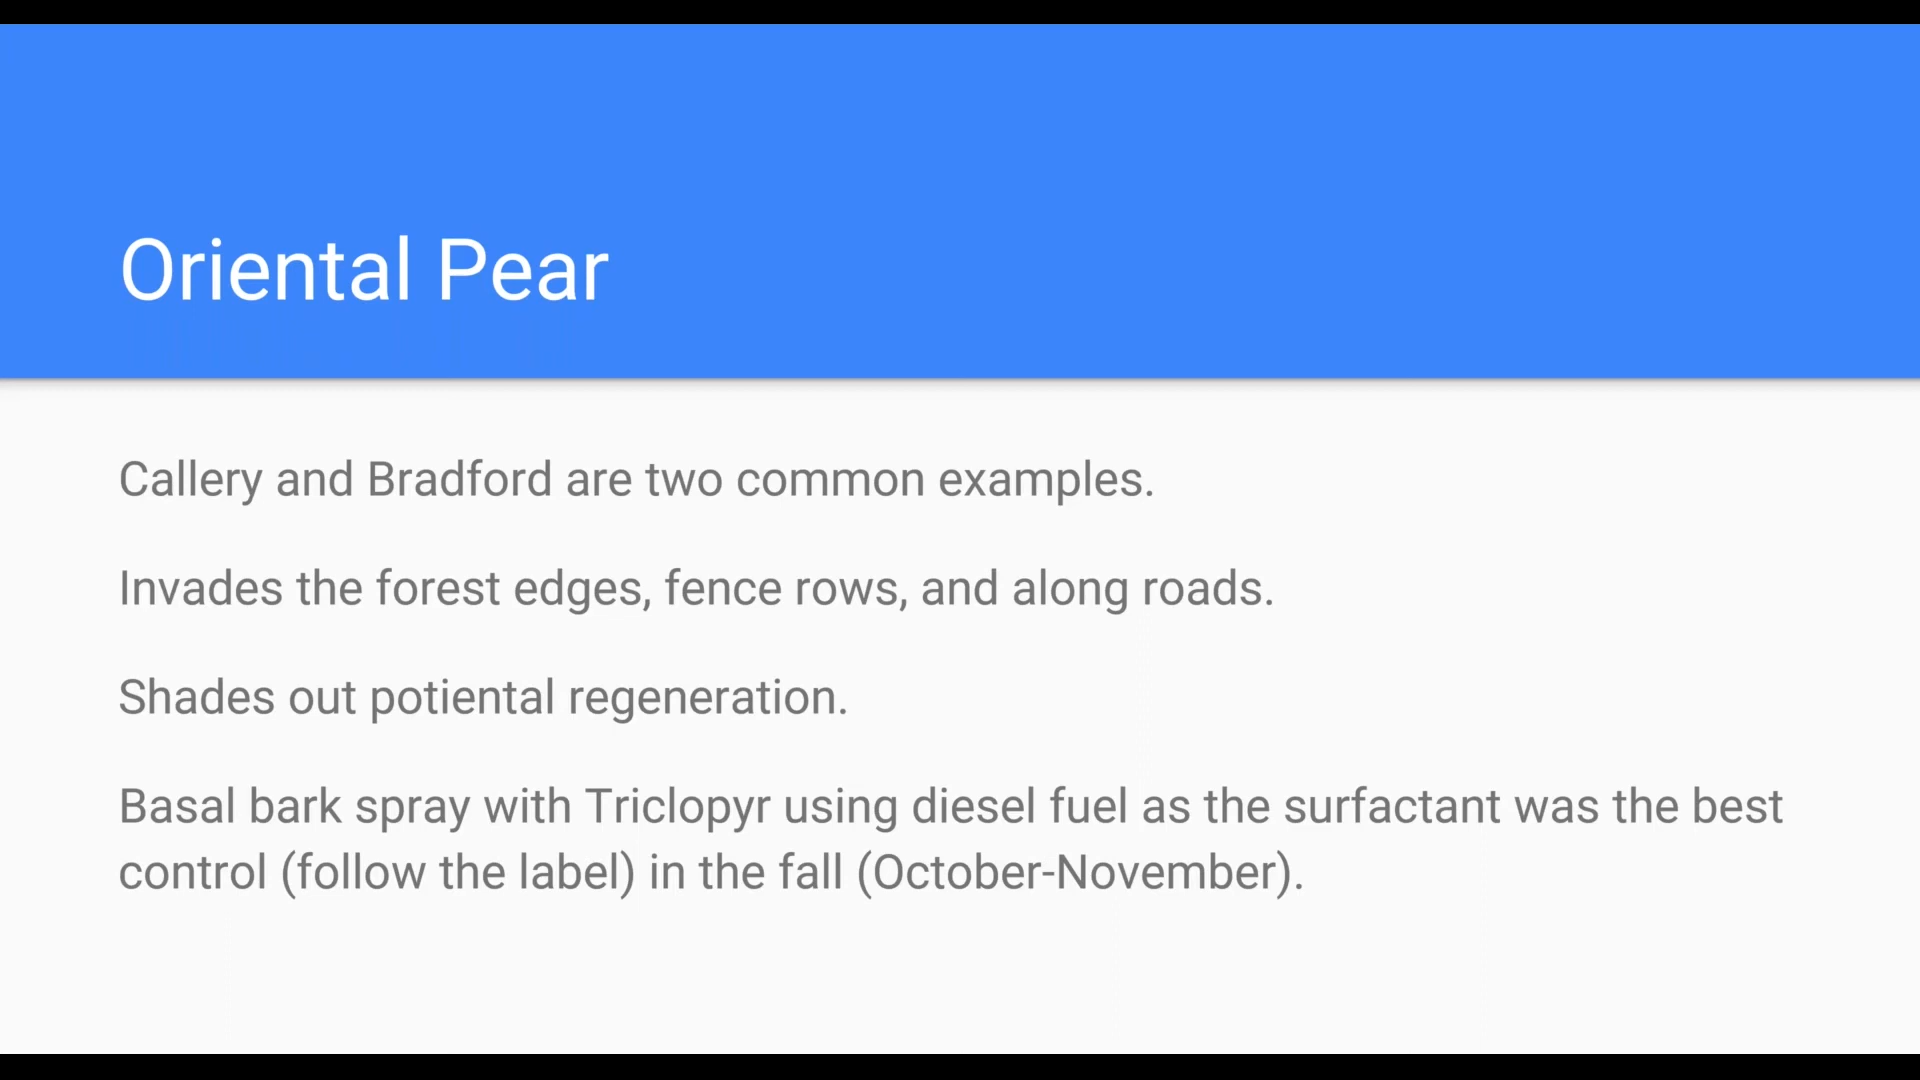 Oriental Pear
Callery and Bradford are two common examples.
Invades the forest edges, fence rows, and along roads.
Shades out potiental regeneration.
Basal bark spray with Triclopyr using diesel fuel as the surfactant was the best
control (follow the label) in the fall (October-November).